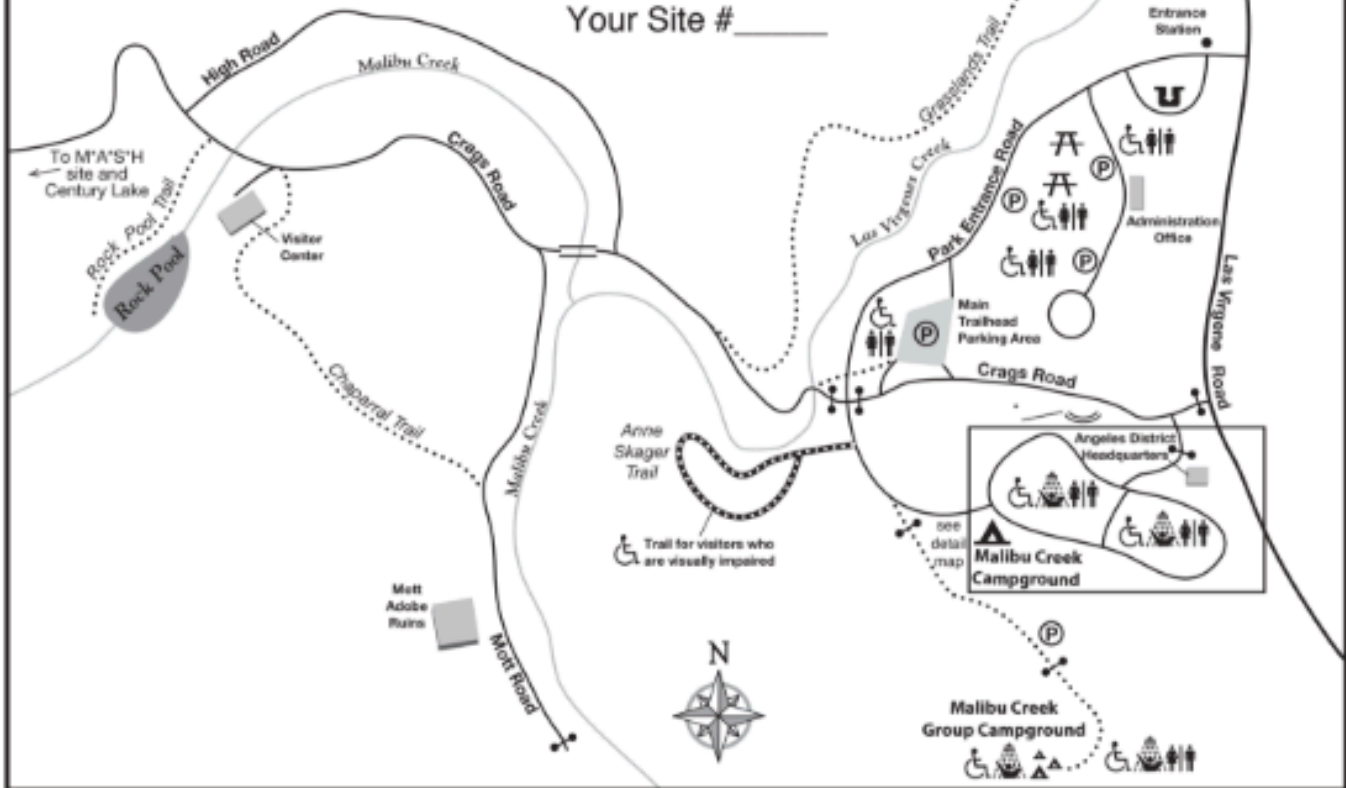 Your Site #______
Entrance
Station
High Road
Malibu Creek
Grasslands Trail
Crags Road
To M*A*S*H
site and
Century Lake
Rock Pool Trail
Rock Pool
Visitor
Center
Las Virgenes Creek
Park Entrance Road
P
P
Administration
Office
P
Main
Trailhead
Parking Area
P
Las Virgene Road
Crags Road
Chaparral Trail
Malibu Creek
Anne
Skager
Trail
Angeles District
Headquarters
Trail for visitors who
are visually impaired
see
detail
map
Malibu Creek
Campground
Mott
Adobe
Ruins
Mott Road
N
P
Malibu Creek
Group Campground